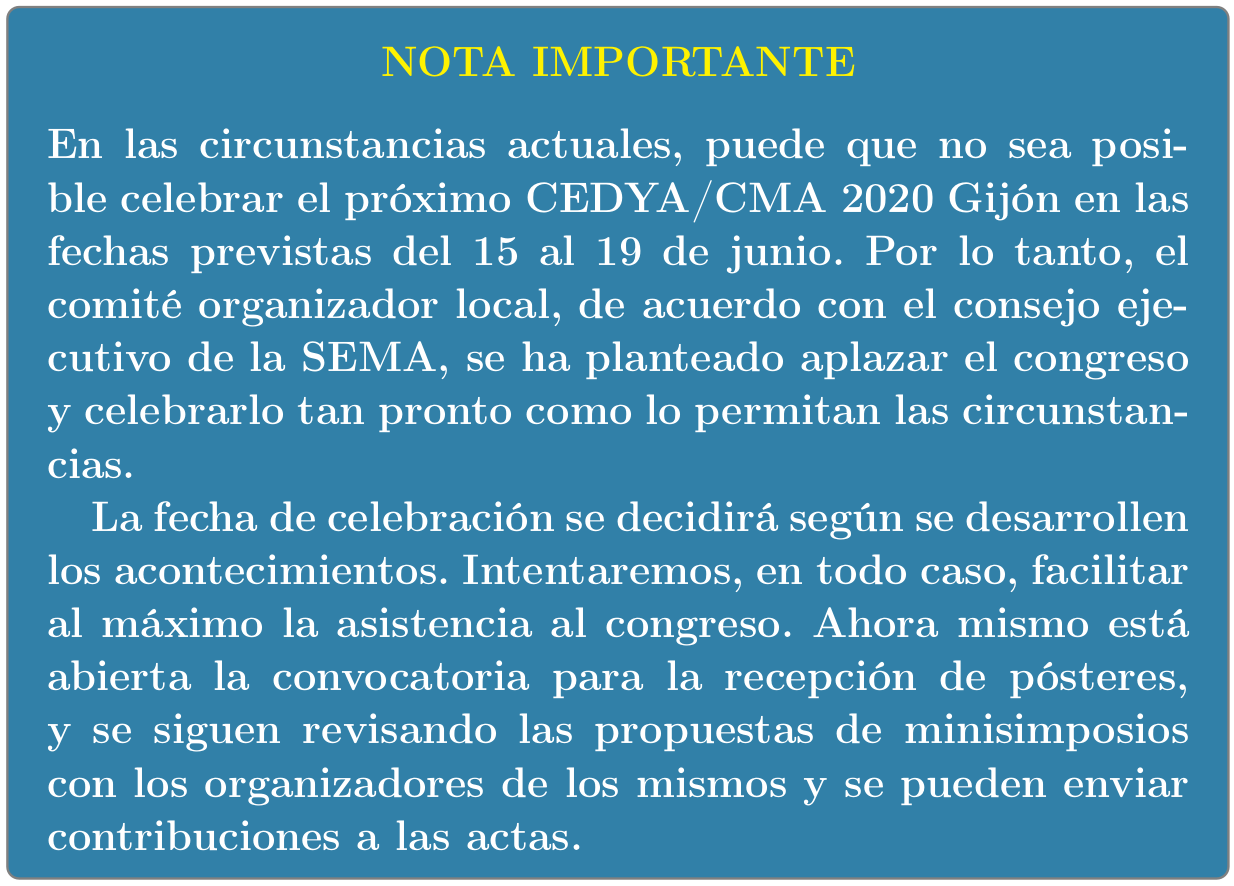 NOTA IMPORTANTE
En las circunstancias actuales, puede que no sea posi-
ble celebrar el próximo CEDYA/CMA 2020 Gijón en las
fechas previstas del 15 al 19 de junio. Por lo tanto, el
comité organizador local, de acuerdo con el consejo eje-
cutivo de la SEMA, se ha planteado aplazar el congreso
y celebrarlo tan pronto como lo permitan las circunstan-
cias.
La fecha de celebración se decidirá según se desarrollen
los acontecimientos. Intentaremos, en todo caso, facilitar
al máximo la asistencia al congreso. Ahora mismo está
abierta la convocatoria para la recepción de pósteres,
y se siguen revisando las propuestas de minisimposios
con los organizadores de los mismos y se pueden enviar
contribuciones a las actas.